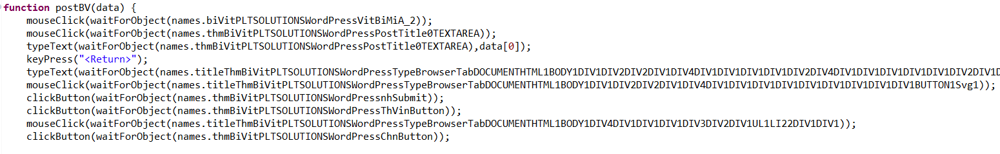 function postBV(data) {
mouseClick(waitForObject(names.biVitPLTSOLUTIONSWordPressVitBiMiA_2));
mouseClick(waitForObject(names.thmBiVitPLTSOLUTIONSWordPressPostTitle0TEXTAREA));
typeText(waitForObject(names.thmBiVitPLTSOLUTIONSWordPressPostTitle0TEXTAREA),data[0]);
keyPress("<Return>");
typeText(waitForObject(names.titleThmBiVitPLTSOLUTIONSWordPressTypeBrowserTabDOCUMENTHTML1BODY1DIV1DIV2DIV2DIV1DIV4DIV1DIV1DIV1DIV1DIV2DIV4DIV1DIV1DIV1DIV1DIV1DIV2DIV1D
mouseClick(waitForObject(names.titleThmBiVitPLTSOLUTIONSWordPressTypeBrowserTabDOCUMENTHTML1BODY1DIV1DIV2DIV2DIV1DIV4DIV1DIV1DIV1DIV1DIV1DIV1DIV1DIV1DIV1BUTTON1Svg1));
clickButton(waitForObject(names.thmBiVitPLTSOLUTIONSWordPressnhSubmit));
clickButton(waitForObject(names.thmBiVitPLTSOLUTIONSWordPressThVinButton));
mouseClick(waitForObject(names.titleThmBiVitPLTSOLUTIONSWordPressTypeBrowserTabDOCUMENTHTML1BODY1DIV4DIV1DIV1DIV1DIV3DIV2DIV1UL1LI22DIV1DIV1));
clickButton(waitForObject(names.thmBiVitPLTSOLUTIONSWordPressChnButton));